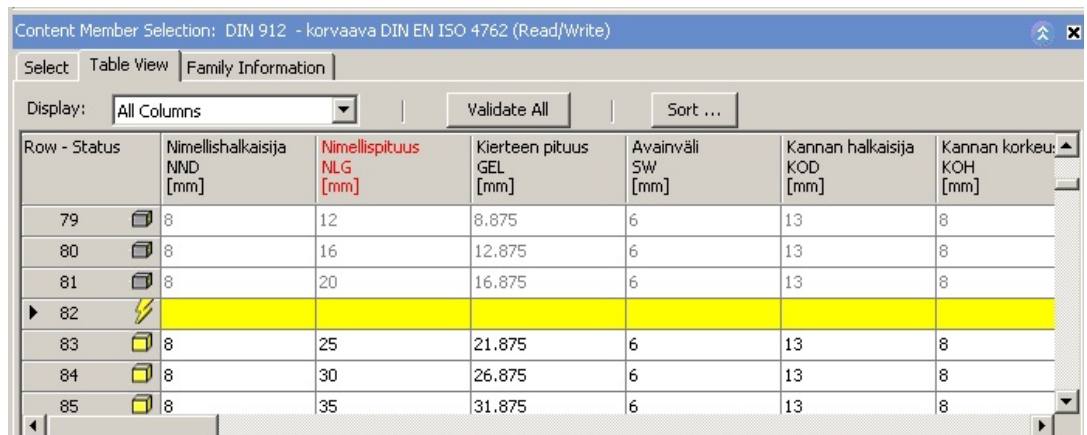 Content Member Selection: DIN 912 - korvaava DIN EN ISO 4762 (Read/Write)
Select Table View Family Information
Display: All Columns Validate All Sort ...
Row - Status Nimellishalkaisija Nimellispituus Kierteen pituus Avainväli Kannan halkaisija Kannan korkeu
NND NLG GEL SW KOD KOH
[mm] [mm] [mm] [mm] [mm] [mm]
79 8 12 8.875 6 13 8
80 8 16 12.875 6 13 8
81 8 20 16.875 6 13 8
82
83 8 25 21.875 6 13 8
84 8 30 26.875 6 13 8
85 8 35 31.875 6 13 8